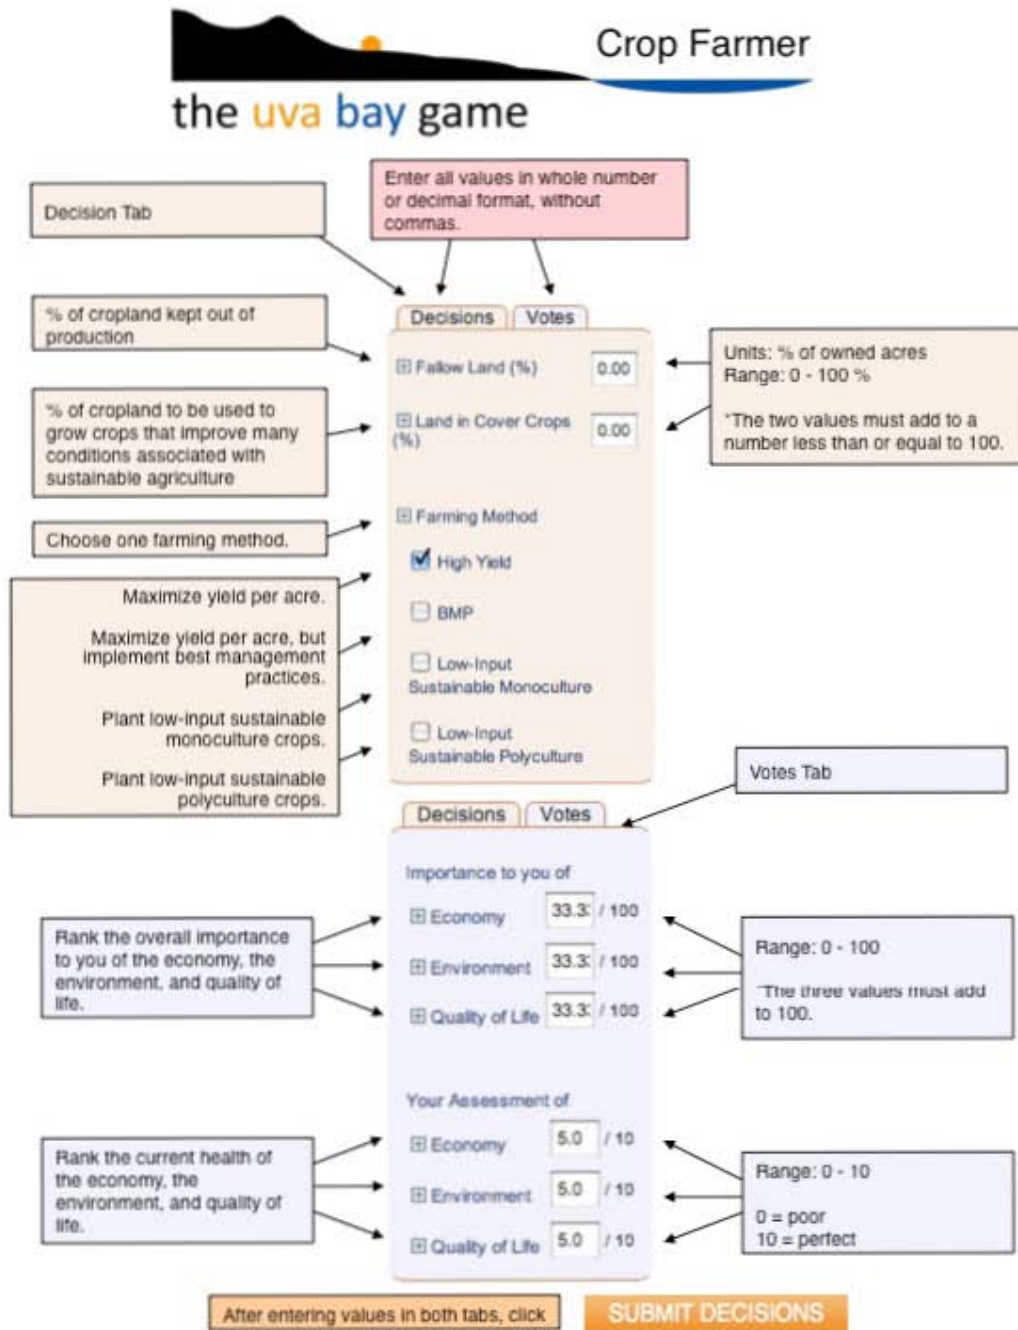 Crop Farmer
the uva bay game
Enter all values in whole number
or decimal format, without
commas.
Decision Tab
% of cropland kept out of
production
% of cropland to be used to
grow crops that improve many
conditions associated with
sustainable agriculture
Choose one farming method.
Maximize yield per acre.
Maximize yield per acre, but
implement best management
practices.
Plant low-input sustainable
monoculture crops.
Plant low-input sustainable
polyculture crops.
Decisions Votes
Fallow Land (%) 0.00
Land in Cover Crops
(%) 0.00
Farming Method
High Yield
BMP
Low-Input
Sustainable Monoculture
Low-Input
Sustainable Polyculture
Units: % of owned acres
Range: 0 - 100 %
*The two values must add to a
number less than or equal to 100.
Votes Tab
Decisions Votes
Importance to you of
Economy 33.3 / 100
Environment 33.3 / 100
Quality of Life 33.3 / 100
Your Assessment of
Economy 5.0 / 10
Environment 5.0 / 10
Quality of Life 5.0 / 10
Rank the overall importance
to you of the economy, the
environment, and quality of
life.
Range: 0 - 100
*The three values must add
to 100.
Rank the current health of
the economy, the
environment, and quality of
life.
Range: 0 - 10
0 = poor
10 = perfect
After entering values in both tabs, click
SUBMIT DECISIONS